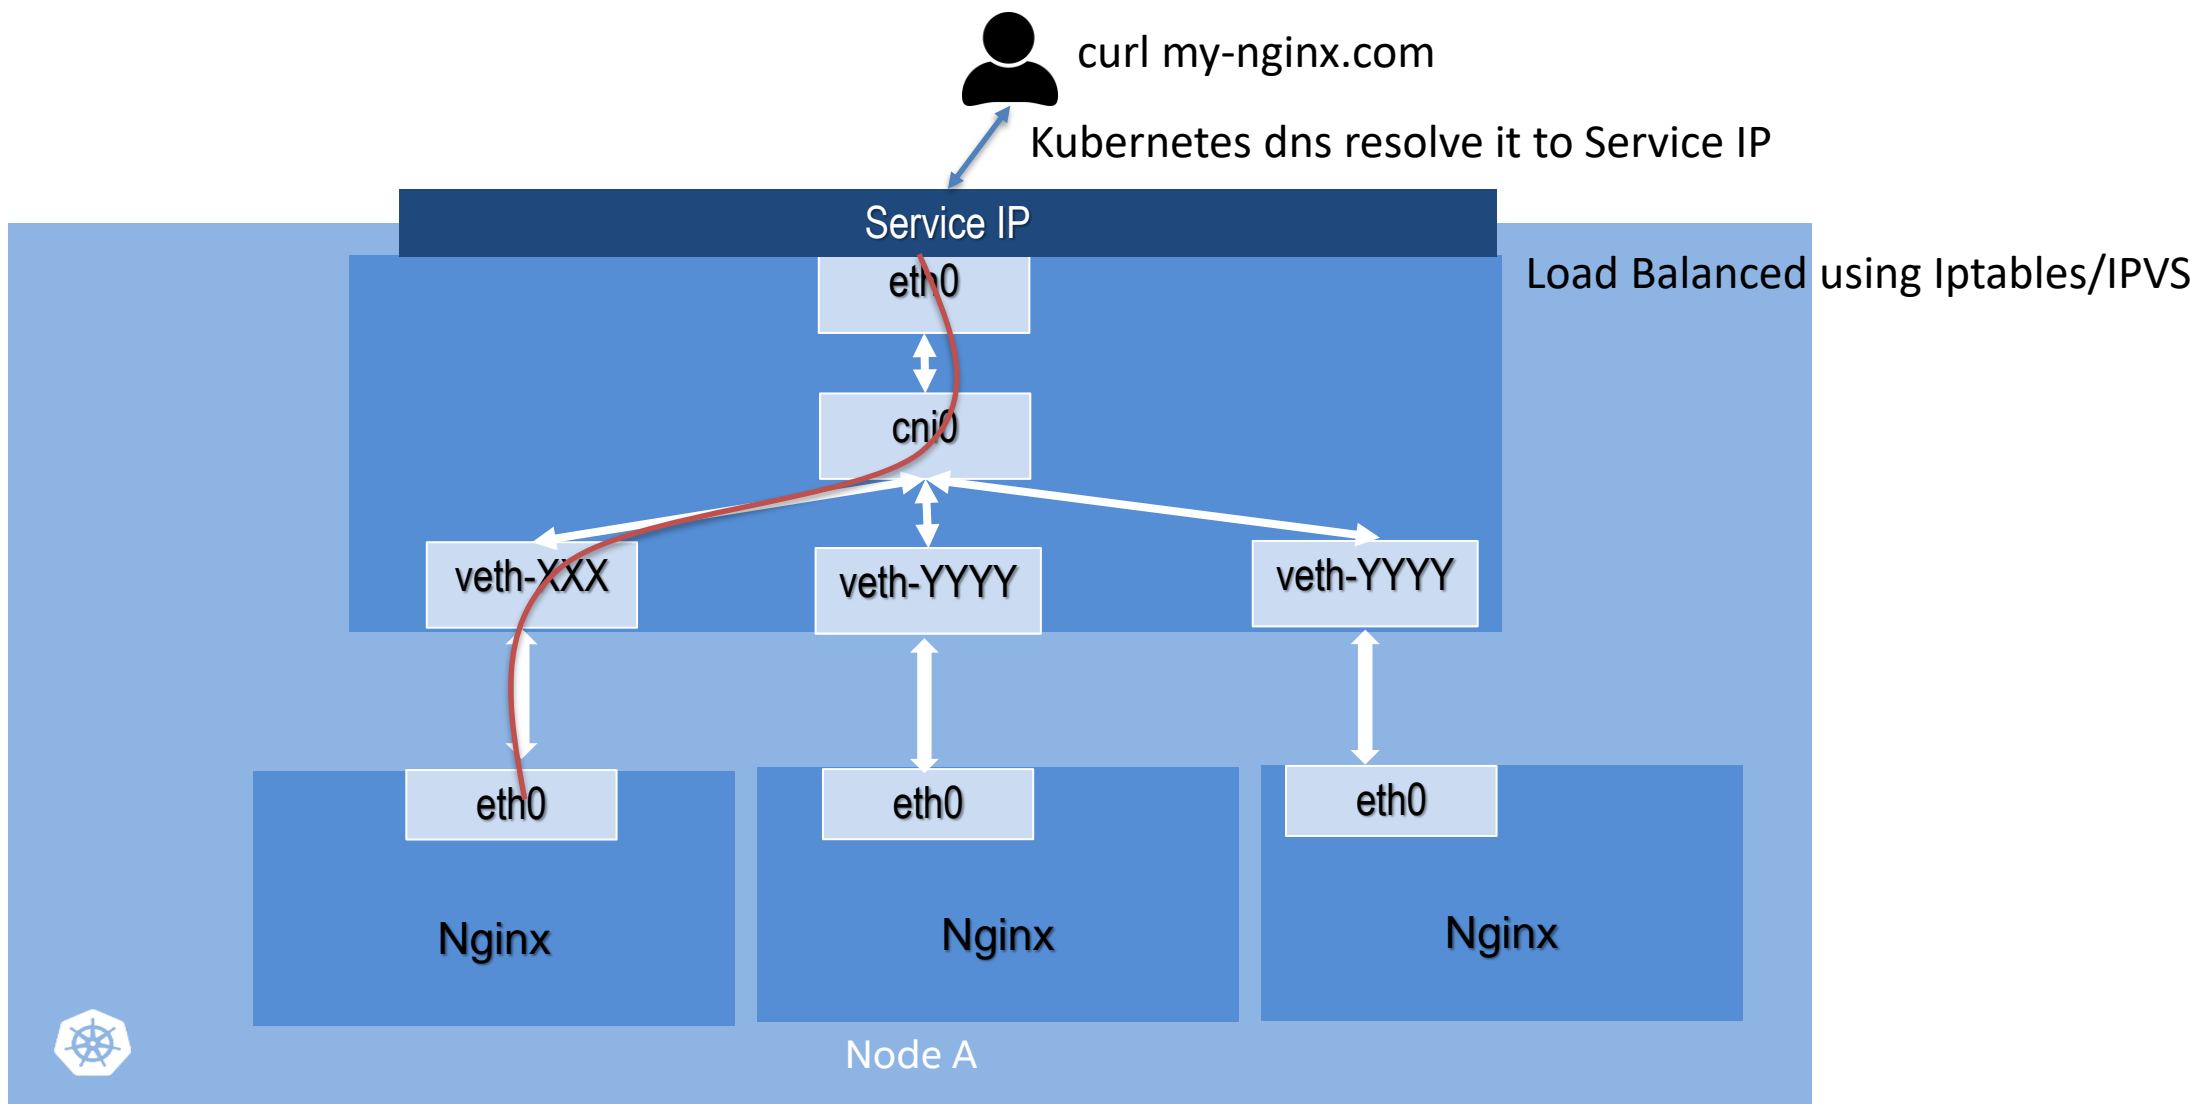 curl my-nginx.com
Kubernetes dns resolve it to Service IP
Service IP
Load Balanced using Iptables/IPVS
eth0
cni0
veth-XXX
veth-YYYY
veth-YYYY
eth0
eth0
eth0
Nginx
Nginx
Nginx
Node A